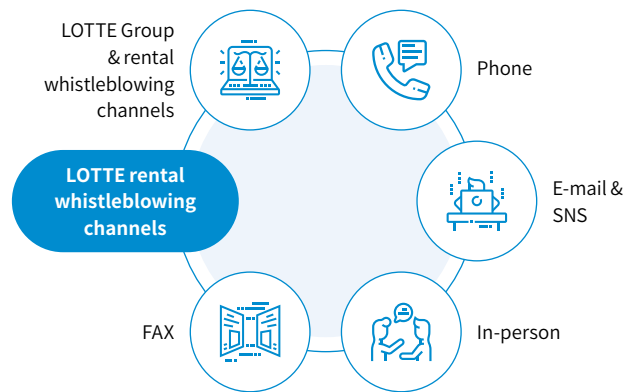 LOTTE Group
& rental
whistleblowing
channels
Phone
LOTTE rental
whistleblowing
channels
E-mail &
SNS
FAX
In-person